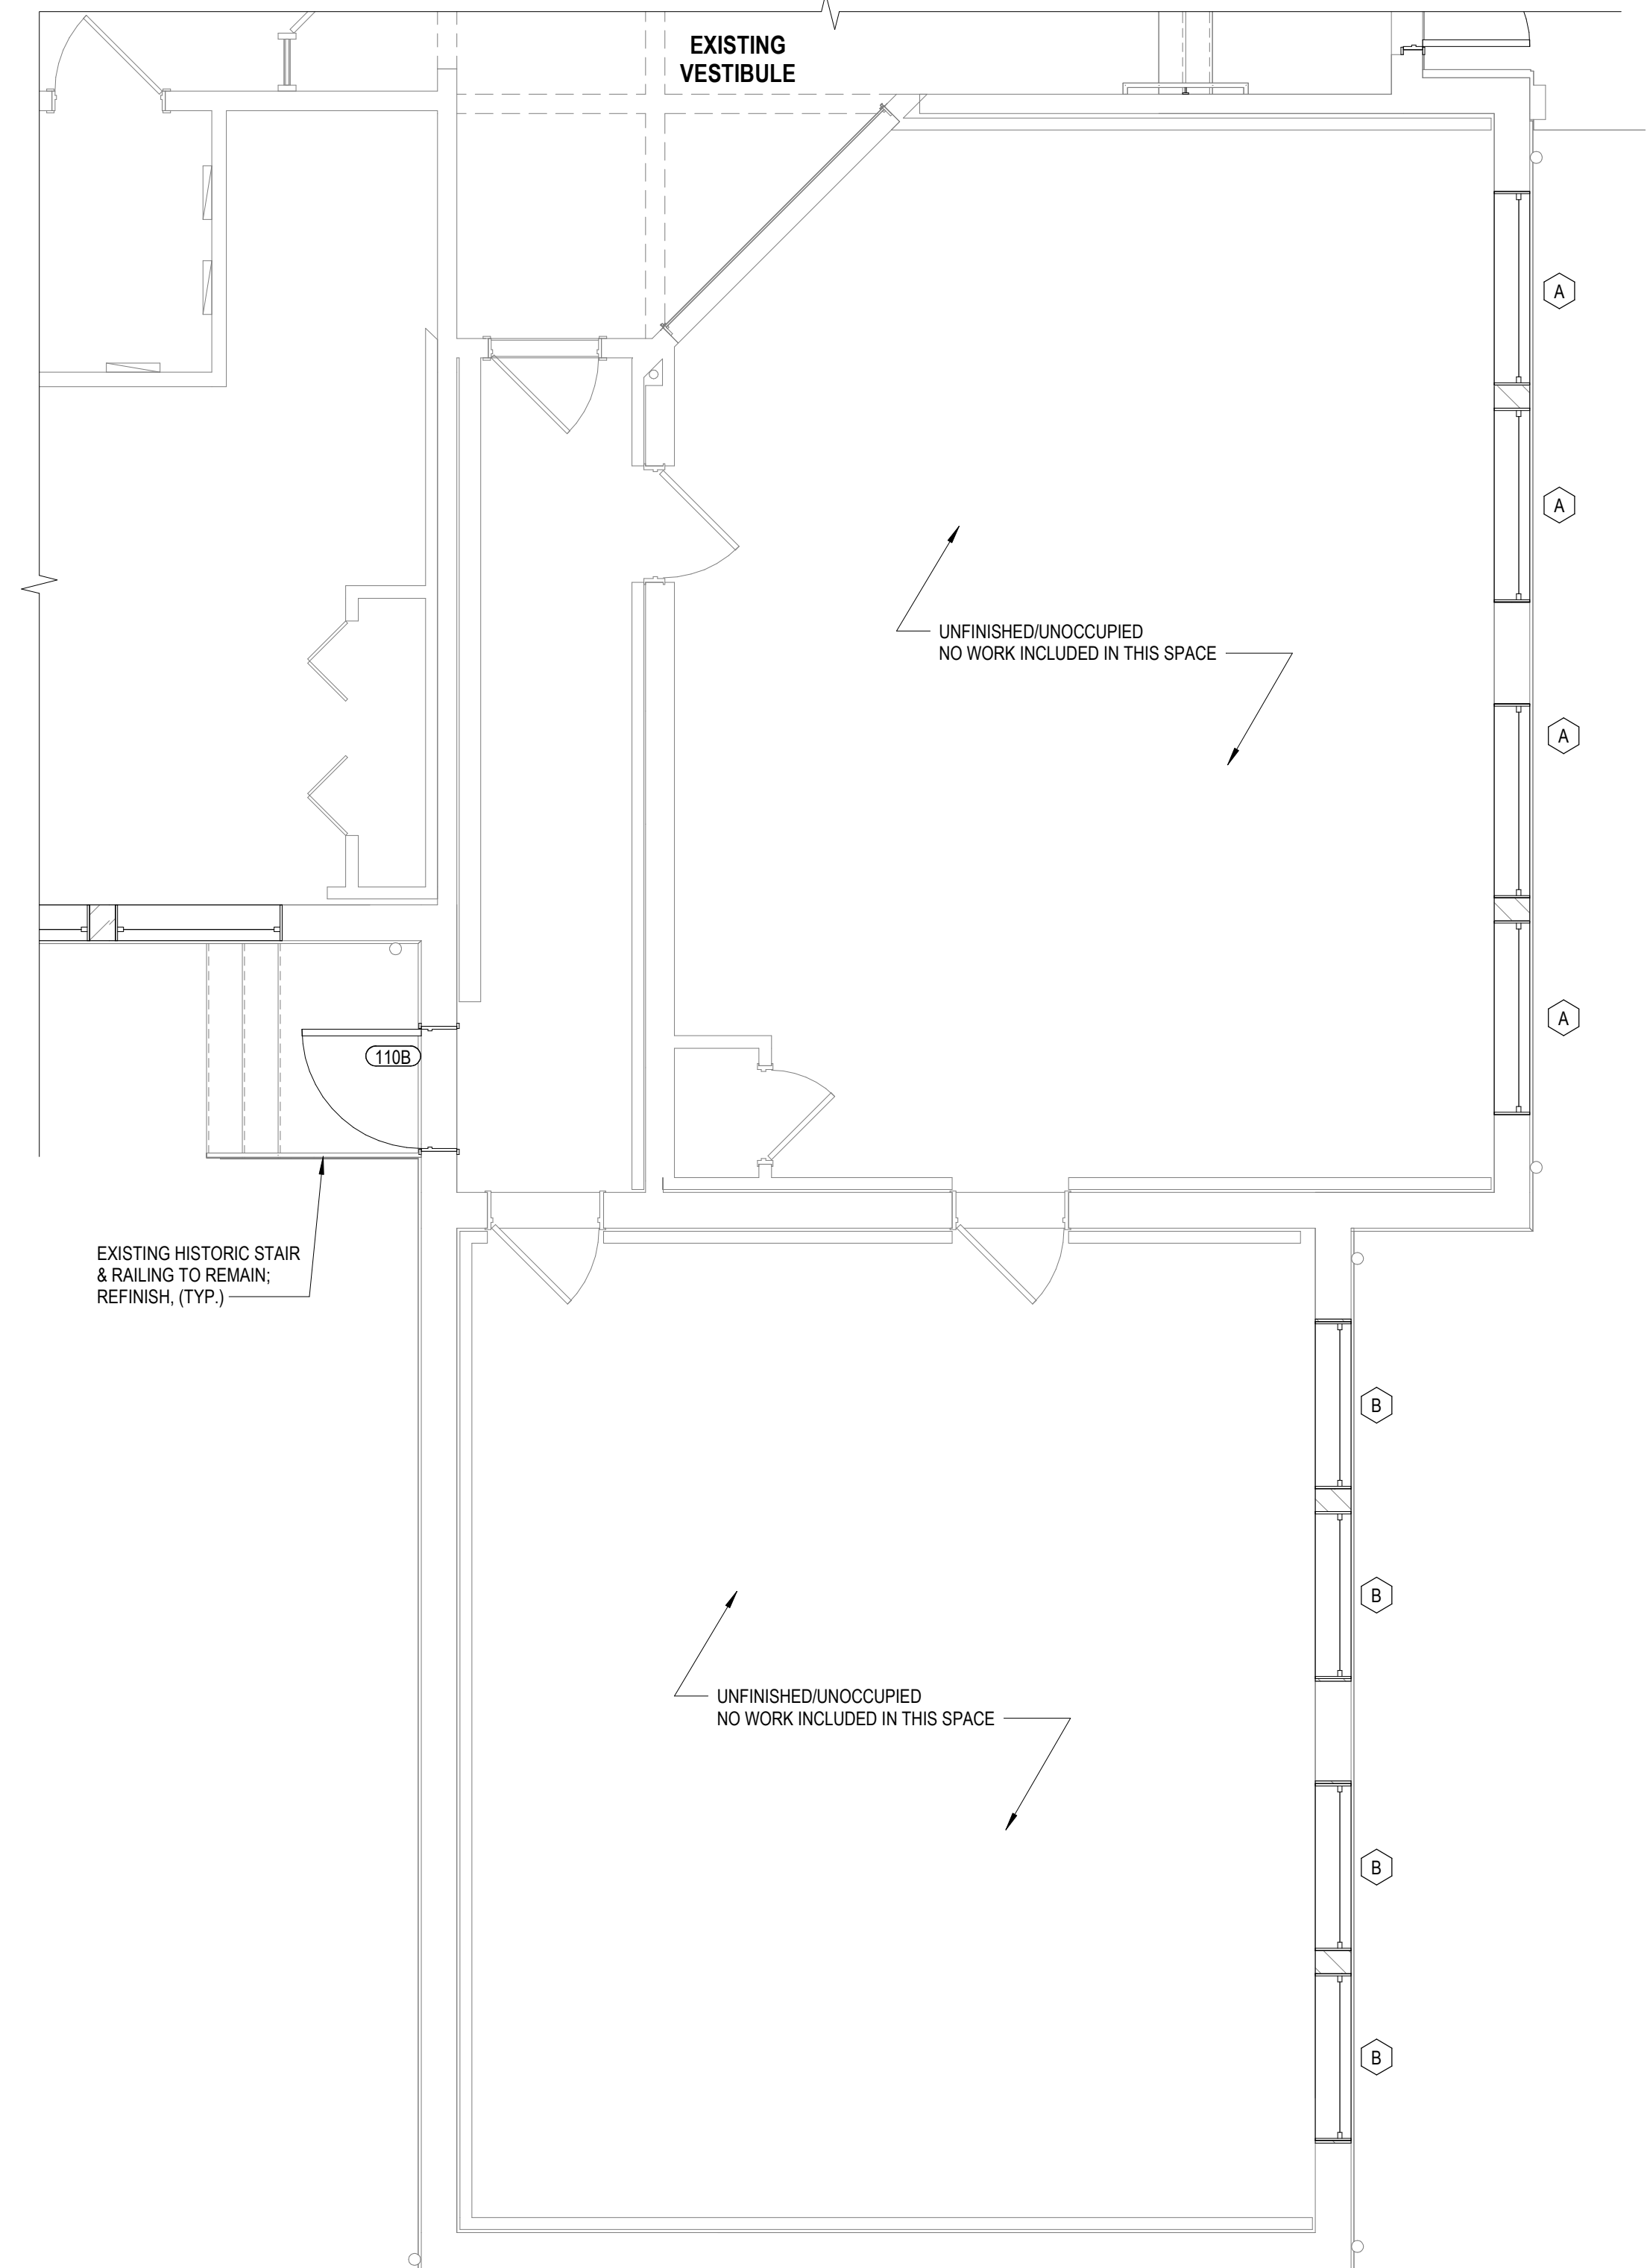 EXISTING
VESTIBULE
A
A
UNFINISHED/UNOCCUPIED
NO WORK INCLUDED IN THIS SPACE
A
A
110B
EXISTING HISTORIC STAIR
& RAILING TO REMAIN;
REFINISH, (TYP.)
B
B
UNFINISHED/UNOCCUPIED
NO WORK INCLUDED IN THIS SPACE
B
B